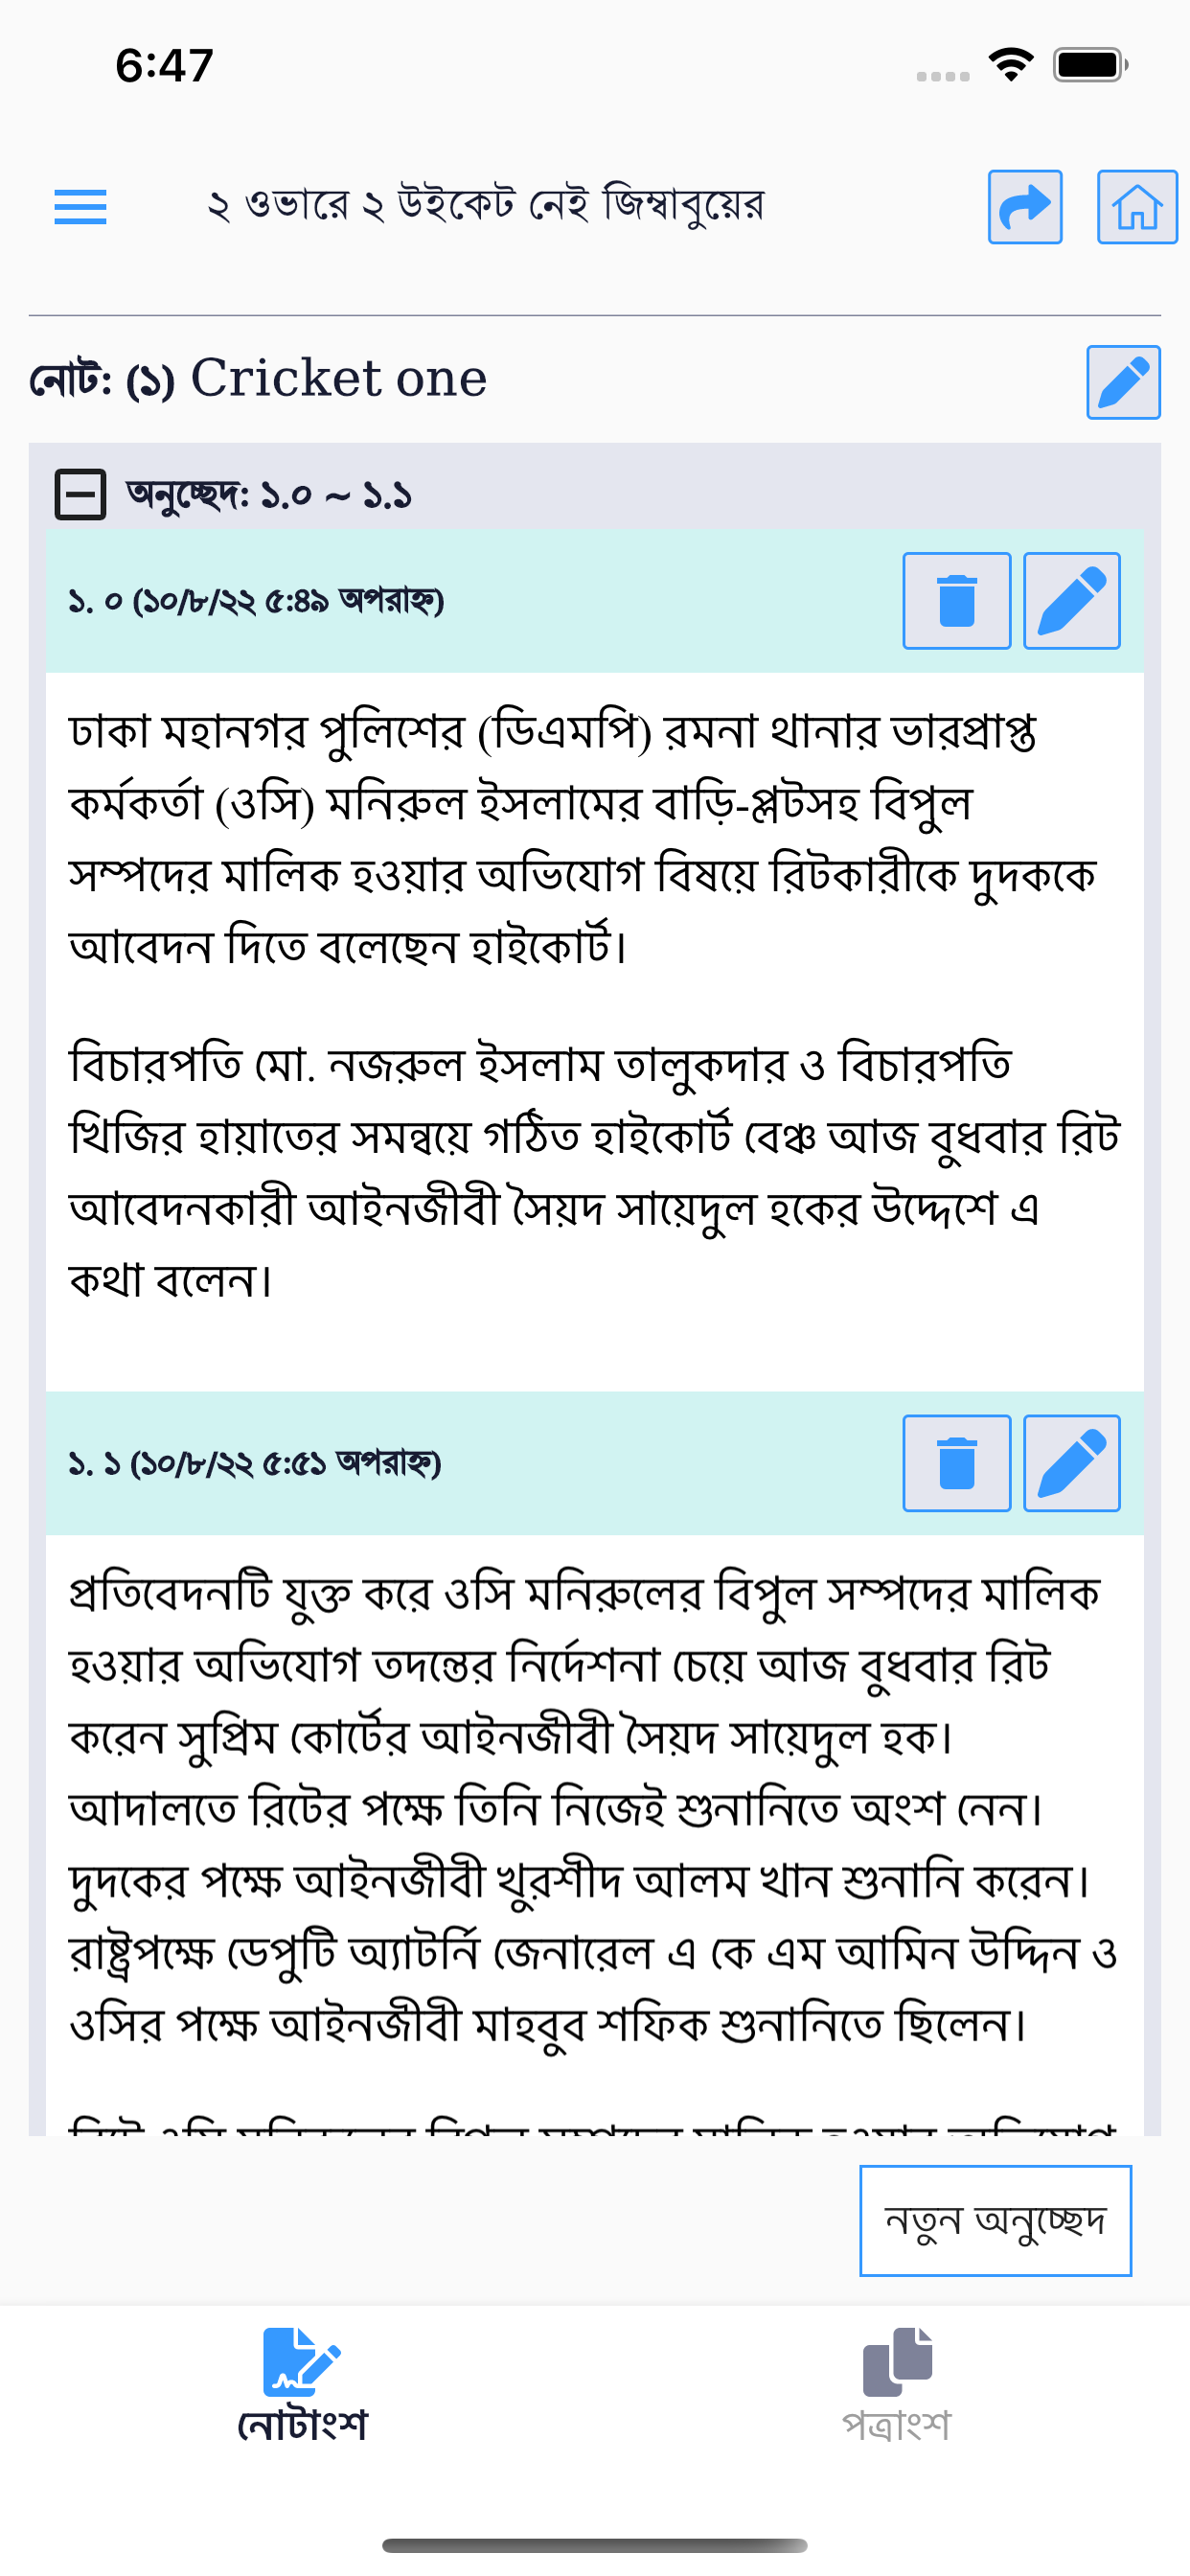 6:47
২ ওভারে ২ উইকেট নেই জিম্বাবুয়ের
নোট: (১) Cricket one
অনুচ্ছেদ: ১.০ ~ ১.১
১. ০ (১০/৮/২২ ৫:৪৯ অপরাহ্ন)
ঢাকা মহানগর পুলিশের (ডিএমপি) রমনা থানার ভারপ্রাপ্ত
কর্মকর্তা (ওসি) মনিরুল ইসলামের বাড়ি-প্লটসহ বিপুল
সম্পদের মালিক হওয়ার অভিযোগ বিষয়ে রিটকারীকে দুদককে
আবেদন দিতে বলেছেন হাইকোর্ট।
বিচারপতি মো. নজরুল ইসলাম তালুকদার ও বিচারপতি
খিজির হায়াতের সমন্বয়ে গঠিত হাইকোর্ট বেঞ্চ আজ বুধবার রিট
আবেদনকারী আইনজীবী সৈয়দ সায়েদুল হকের উদ্দেশে এ
কথা বলেন।
১. ১ (১০/৮/২২ ৫:৫১ অপরাহ্ন)
প্রতিবেদনটি যুক্ত করে ওসি মনিরুলের বিপুল সম্পদের মালিক
হওয়ার অভিযোগ তদন্তের নির্দেশনা চেয়ে আজ বুধবার রিট
করেন সুপ্রিম কোর্টের আইনজীবী সৈয়দ সায়েদুল হক।
আদালতে রিটের পক্ষে তিনি নিজেই শুনানিতে অংশ নেন।
দুদকের পক্ষে আইনজীবী খুরশীদ আলম খান শুনানি করেন।
রাষ্ট্রপক্ষে ডেপুটি অ্যাটর্নি জেনারেল এ কে এম আমিন উদ্দিন ও
ওসির পক্ষে আইনজীবী মাহবুব শফিক শুনানিতে ছিলেন।
নতুন অনুচ্ছেদ
নোটাংশ
পত্রাংশ